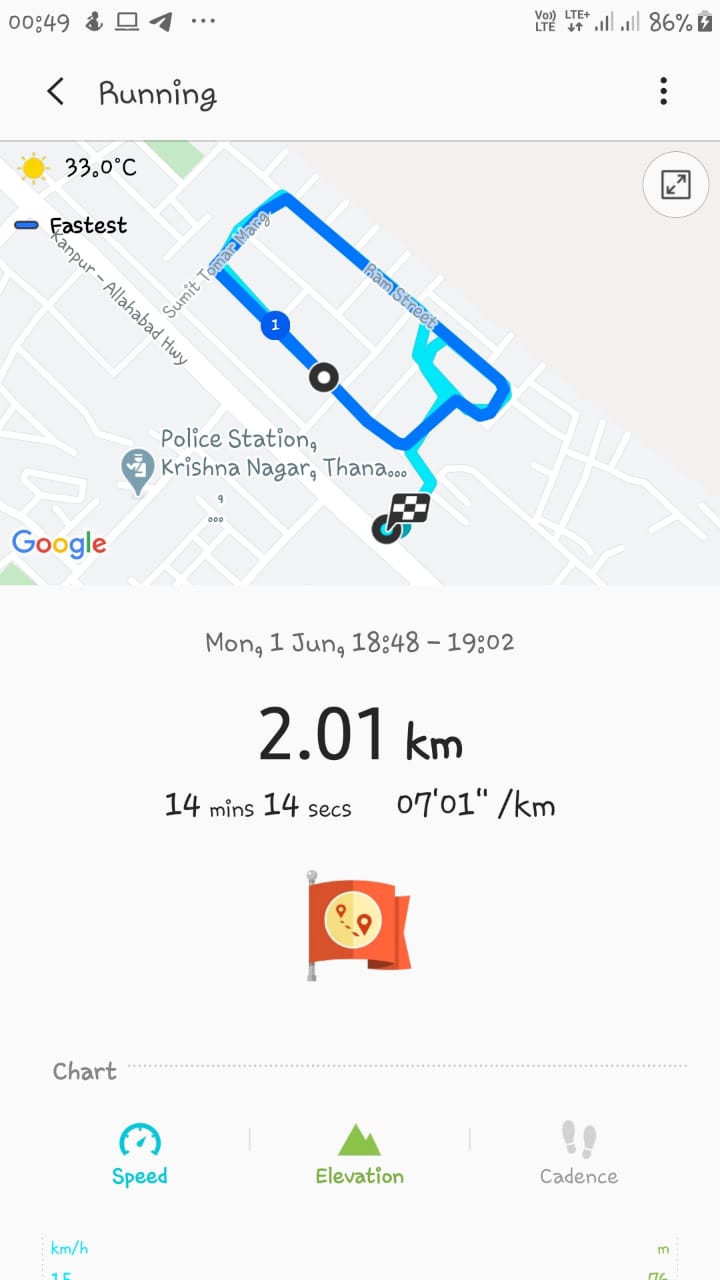 00:49 ... Vo)) LTE LTE+ 86%
Running
33.0°C
Fastest
Sumit Tomar Marg
Kanpur - Allahabad Hwy
Ram Street
1
Police Station,
Krishna Nagar, Thana...
Google
Mon, 1 Jun, 18:48 - 19:02
2.01 km
14 mins 14 secs 07'01" /km
Chart
Speed Elevation Cadence
km/h m
15